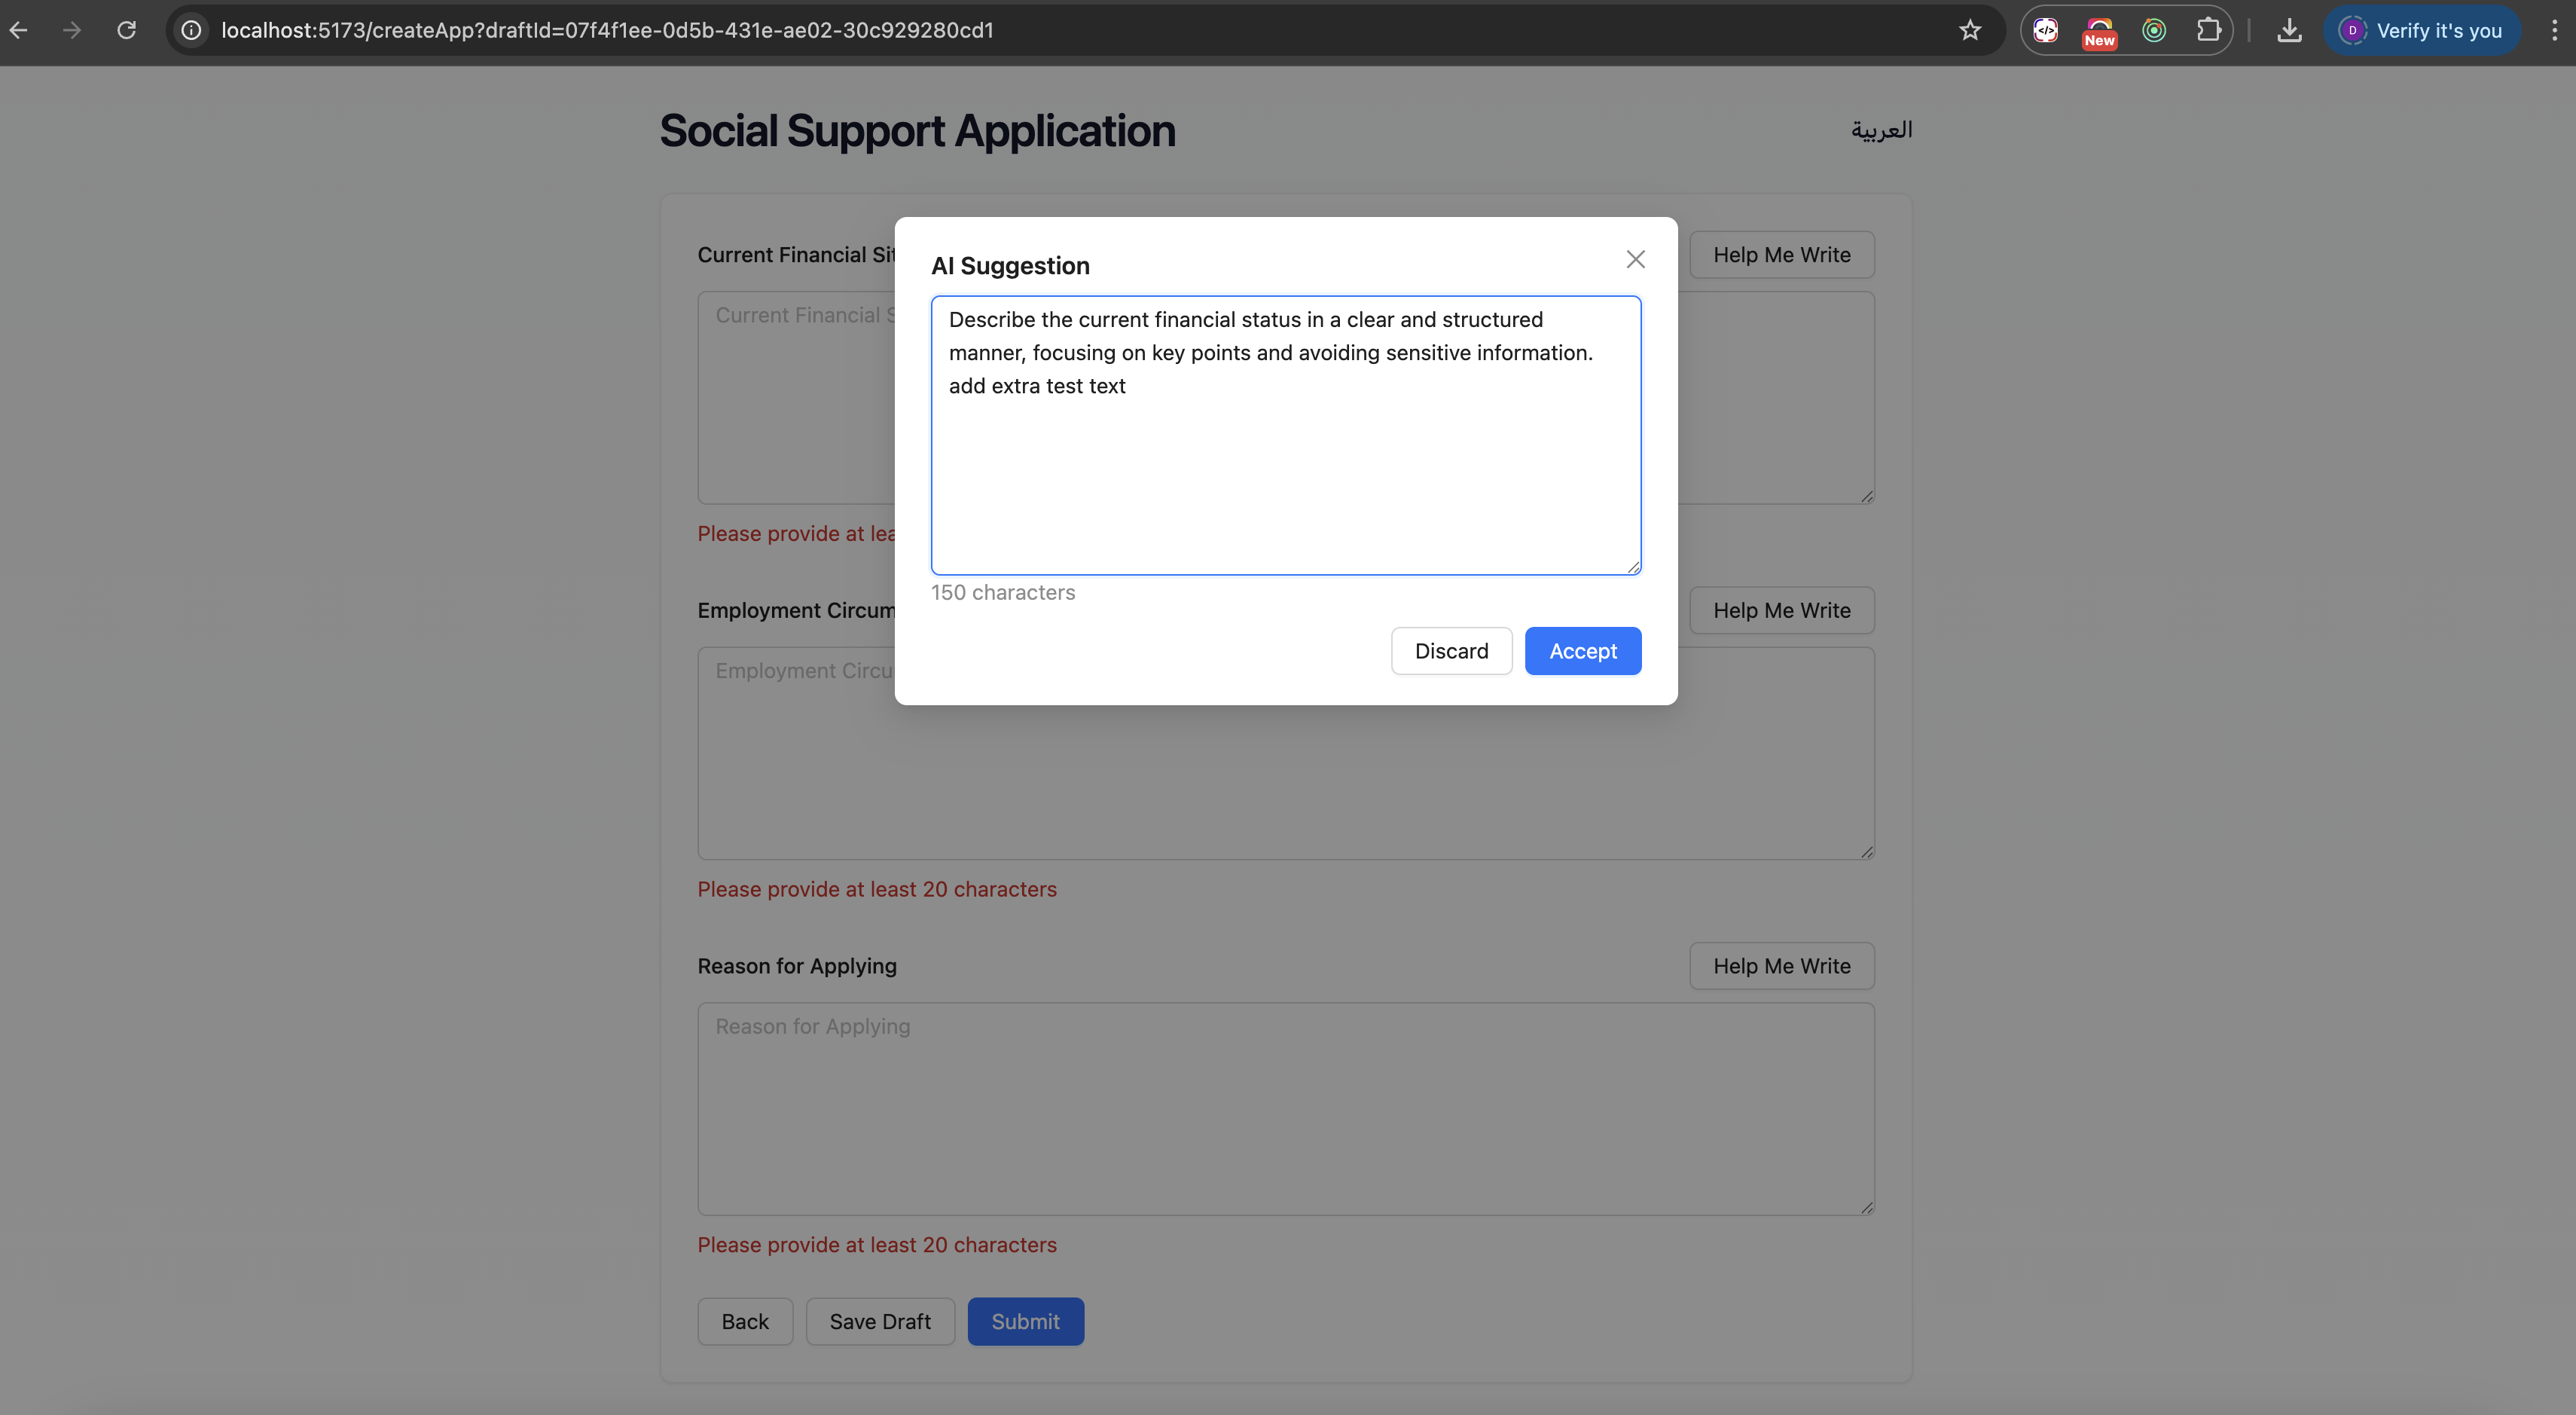 localhost:5173/createApp?draftId=07f4f1ee-0d5b-431e-ae02-30c929280cd1
New
D
Verify it's you
Social Support Application
العربية
Current Financial Sit
Help Me Write
AI Suggestion
Current Financial S
Describe the current financial status in a clear and structured
manner, focusing on key points and avoiding sensitive information.
add extra test text
Please provide at lea
150 characters
Discard
Accept
Employment Circum
Help Me Write
Employment Circu
Please provide at least 20 characters
Reason for Applying
Help Me Write
Reason for Applying
Please provide at least 20 characters
Back
Save Draft
Submit